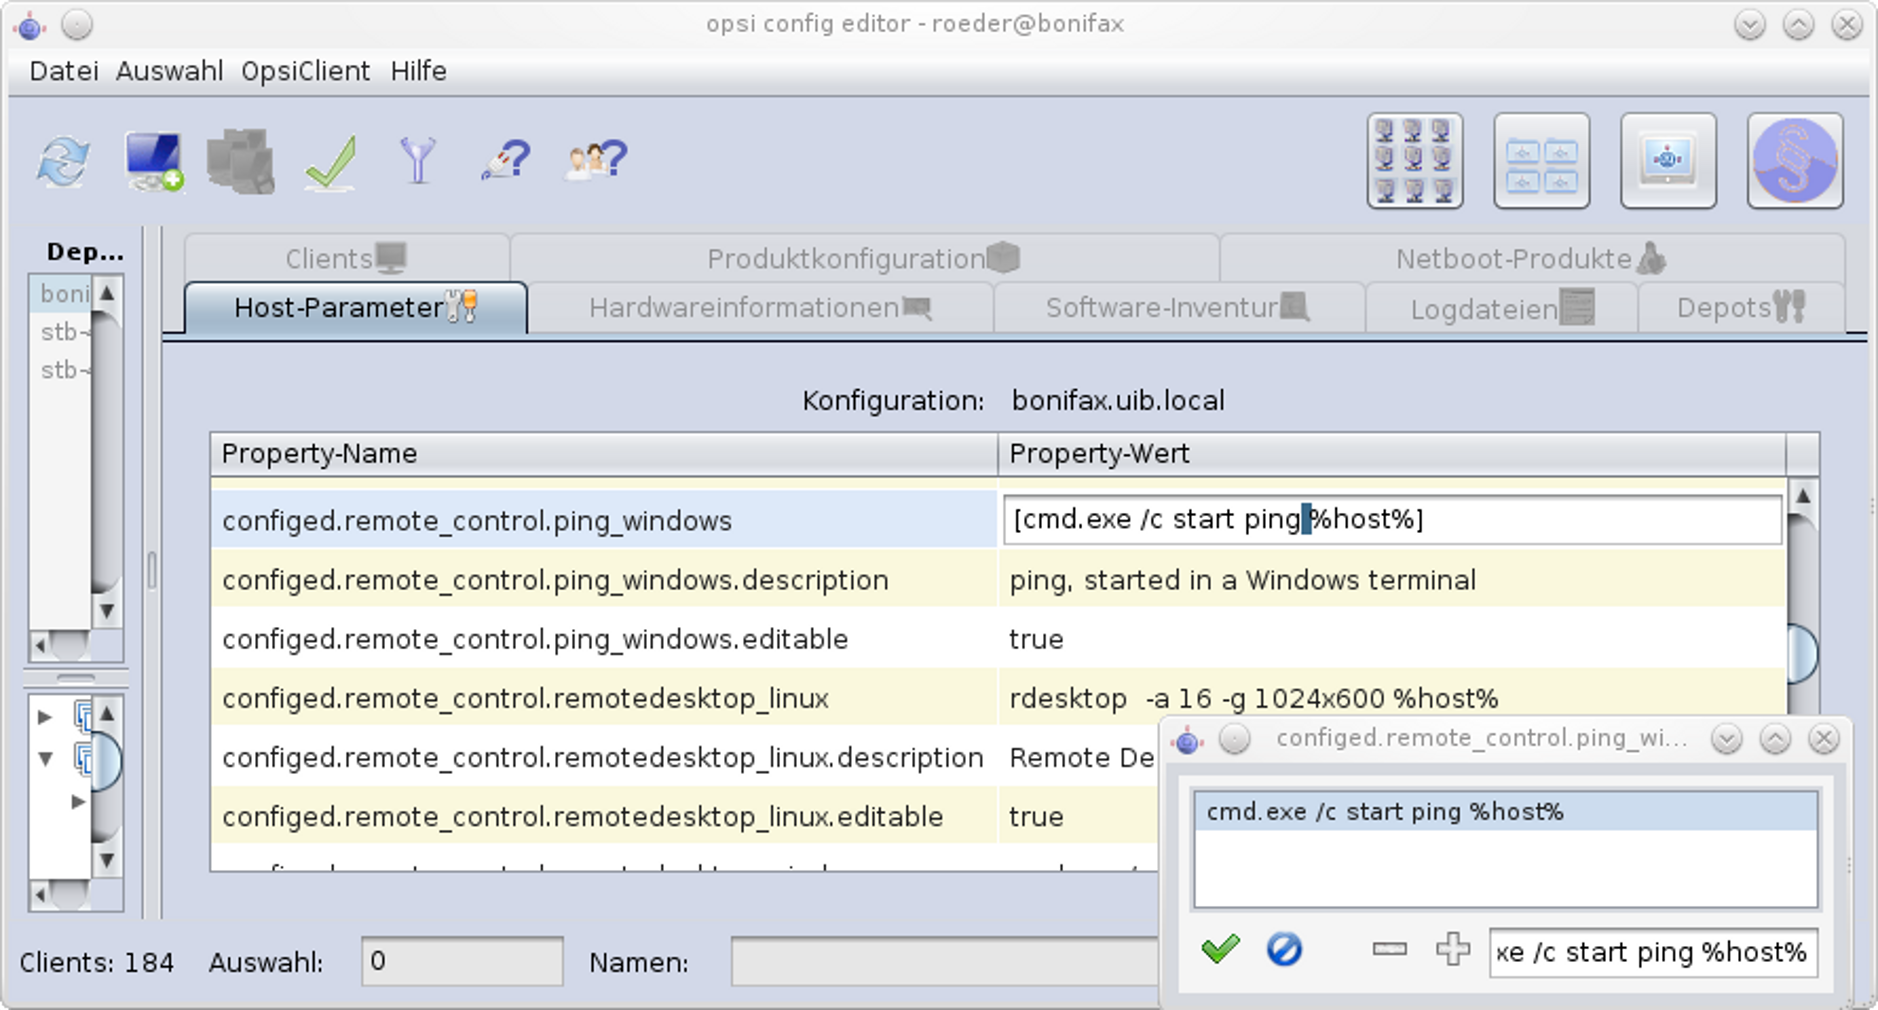 opsi config editor - roeder@bonifax
Datei Auswahl OpsiClient Hilfe
Dep...
boni
stb-
stb-
Clients Produktkonfiguration Netboot-Produkte
Host-Parameter Hardwareinformationen Software-Inventur Logdateien Depots
Konfiguration: bonifax.uib.local
Property-Name Property-Wert
configed.remote_control.ping_windows [cmd.exe /c start ping %host%]
configed.remote_control.ping_windows.description ping, started in a Windows terminal
configed.remote_control.ping_windows.editable true
configed.remote_control.remotedesktop_linux rdesktop -a 16 -g 1024x600 %host%
configed.remote_control.remotedesktop_linux.description Remote De
configed.remote_control.remotedesktop_linux.editable true
configed.remote_control.ping_wi...
cmd.exe /c start ping %host%
xe /c start ping %host%
Clients: 184 Auswahl: 0 Namen: